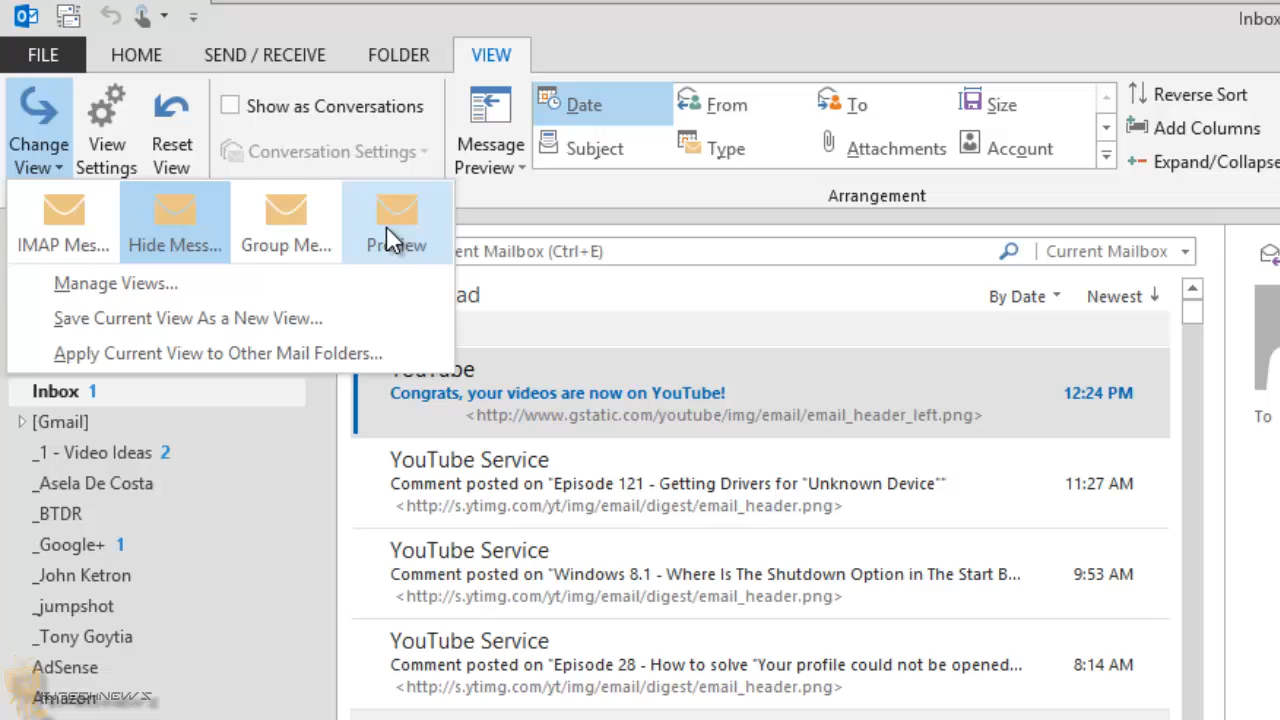 Inbox
FILE HOME SEND / RECEIVE FOLDER VIEW
Change View
View Settings
Reset View
Show as Conversations
Conversation Settings
Message Preview
Date From To Size
Subject Type Attachments Account
Arrangement
Reverse Sort
Add Columns
Expand/Collapse
IMAP Mes... Hide Mess... Group Me... Preview
Manage Views...
Save Current View As a New View...
Apply Current View to Other Mail Folders...
ent Mailbox (Ctrl+E) Current Mailbox
ad By Date Newest
Inbox 1
[Gmail]
_1 - Video Ideas 2
_Asela De Costa
_BTDR
_Google+ 1
_John Ketron
_jumpshot
_Tony Goytia
AdSense
Amazon
YouTube
Congrats, your videos are now on YouTube! 12:24 PM
<http://www.gstatic.com/youtube/img/email/email_header_left.png>
YouTube Service
Comment posted on "Episode 121 - Getting Drivers for "Unknown Device"" 11:27 AM
<http://s.ytimg.com/yt/img/email/digest/email_header.png>
YouTube Service
Comment posted on "Windows 8.1 - Where Is The Shutdown Option in The Start B... 9:53 AM
<http://s.ytimg.com/yt/img/email/digest/email_header.png>
YouTube Service
Comment posted on "Episode 28 - How to solve "Your profile could not be opened... 8:14 AM
<http://s.ytimg.com/yt/img/email/digest/email_header.png>
To